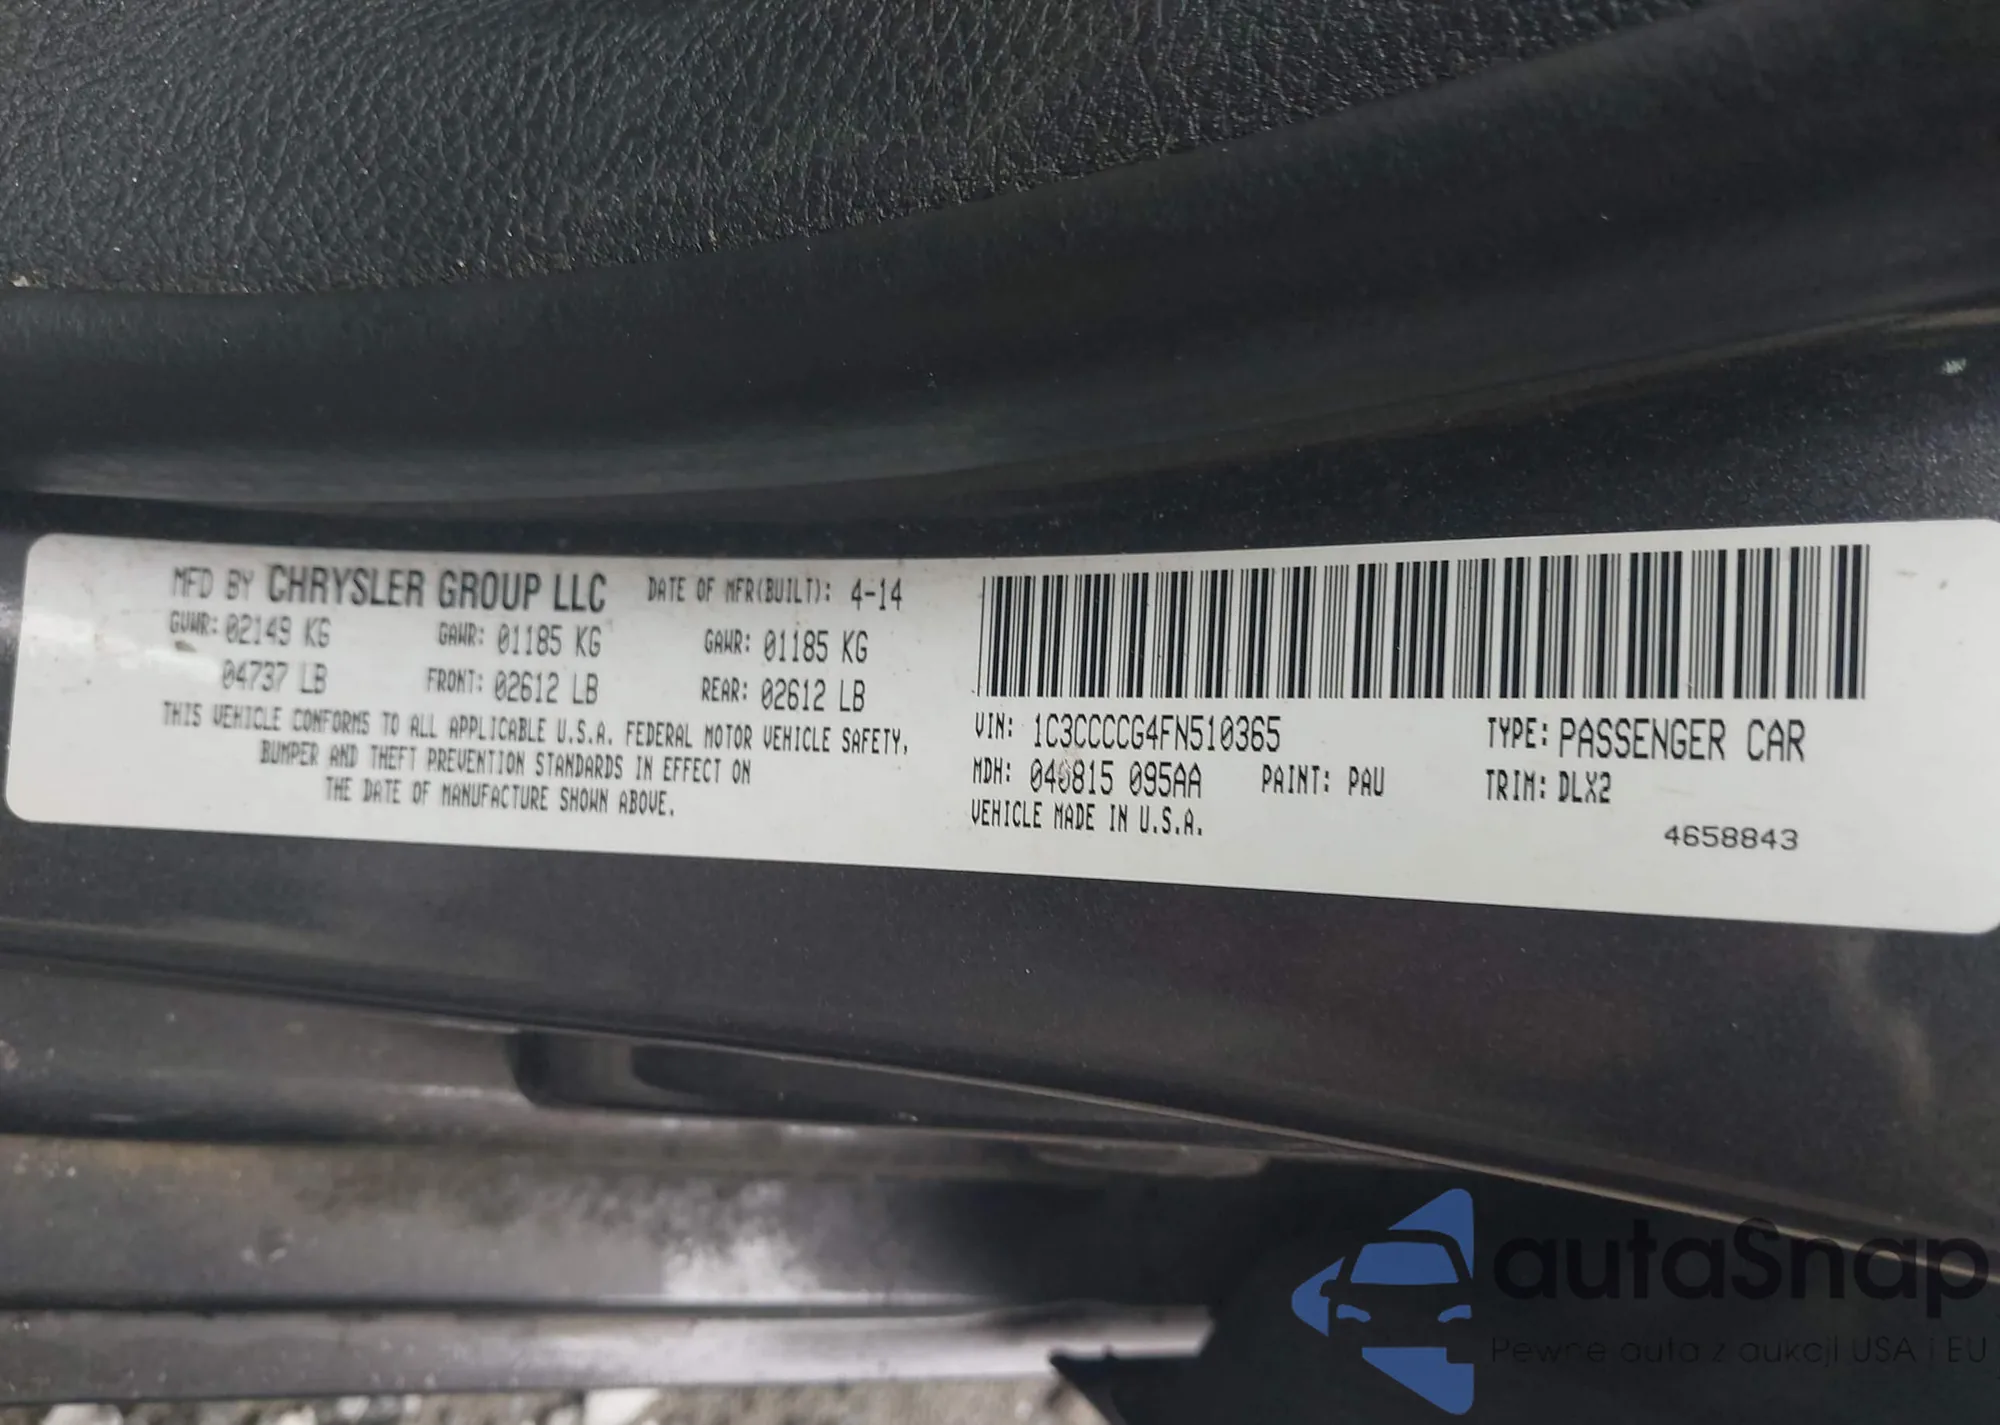 MFD BY CHRYSLER GROUP LLC DATE OF MFR(BUILT): 4-14
GVWR: 02149 KG GAWR: 01185 KG GAWR: 01185 KG
04737 LB FRONT: 02612 LB REAR: 02612 LB
THIS VEHICLE CONFORMS TO ALL APPLICABLE U.S.A. FEDERAL MOTOR VEHICLE SAFETY,
BUMPER AND THEFT PREVENTION STANDARDS IN EFFECT ON
THE DATE OF MANUFACTURE SHOWN ABOVE.
VIN: 1C3CCCCG4FN510365 TYPE: PASSENGER CAR
MDH: 095AA PAINT: PAU TRIM: DLX2
VEHICLE MADE IN U.S.A.
4658843
autaSnap
Pewne auta z aukcji USA i EU